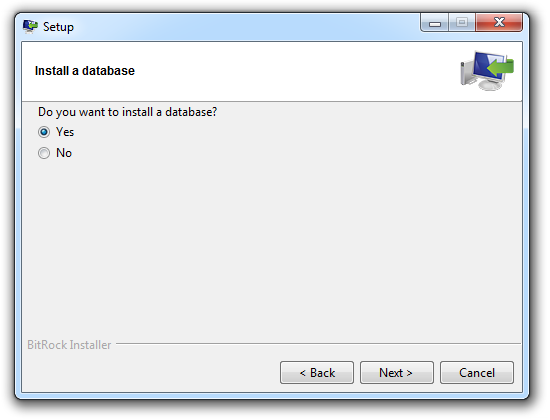 Setup
Install a database
Do you want to install a database?
Yes
No
BitRock Installer
< Back
Next >
Cancel